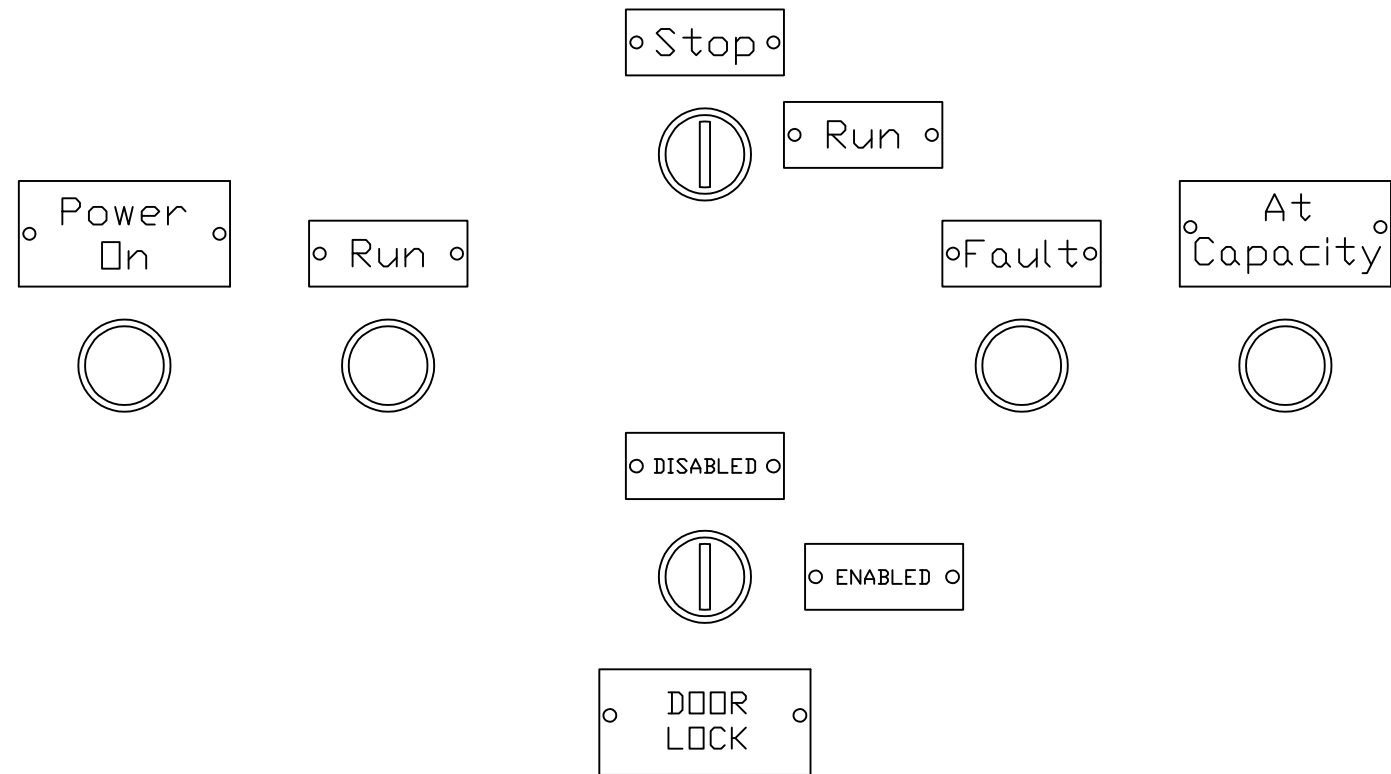 Stop
Run
Power
On
Run
Fault
At
Capacity
DISABLED
ENABLED
DOOR
LOCK